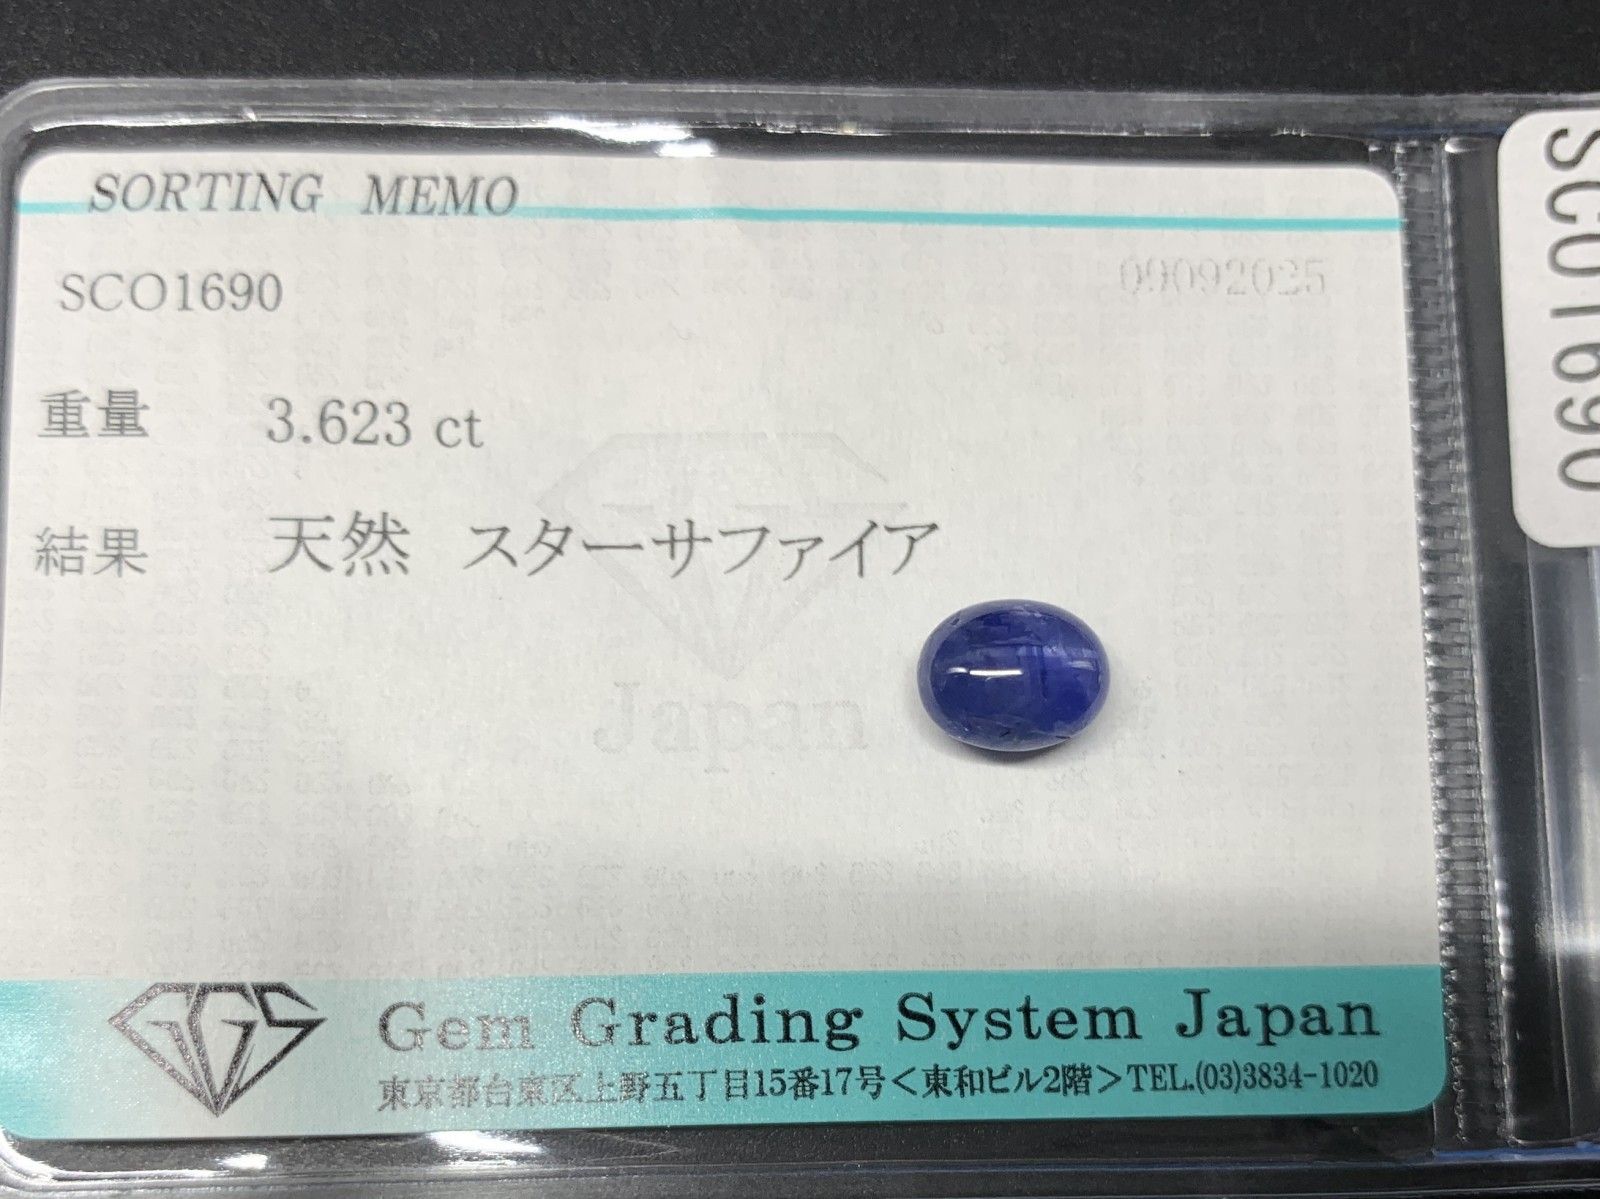 SORTING MEMO
SCO1690
09092025
重量 3.623 ct
結果 天然 スターサファイア
Japan
GGS
Gem Grading System Japan
東京都台東区上野五丁目15番17号＜東和ビル2階＞TEL.(03)3834-1020
SCO1690